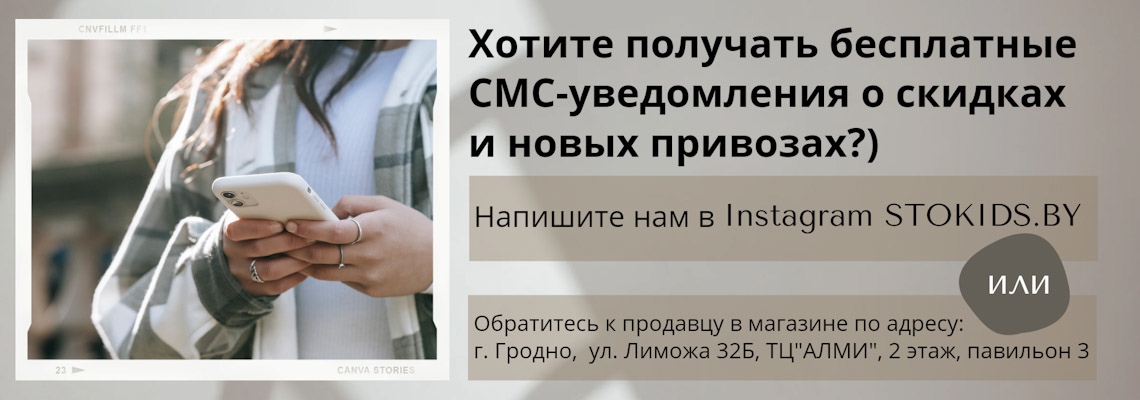 CNVFILLM
Хотите получать бесплатные
СМС-уведомления о скидках
и новых привозах?)
Напишите нам в Instagram STOKIDS.BY
или
Обратитесь к продавцу в магазине по адресу:
г. Гродно, ул. Лиможа 32Б, ТЦ"АЛМИ", 2 этаж, павильон 3
23
CANVA STORIES